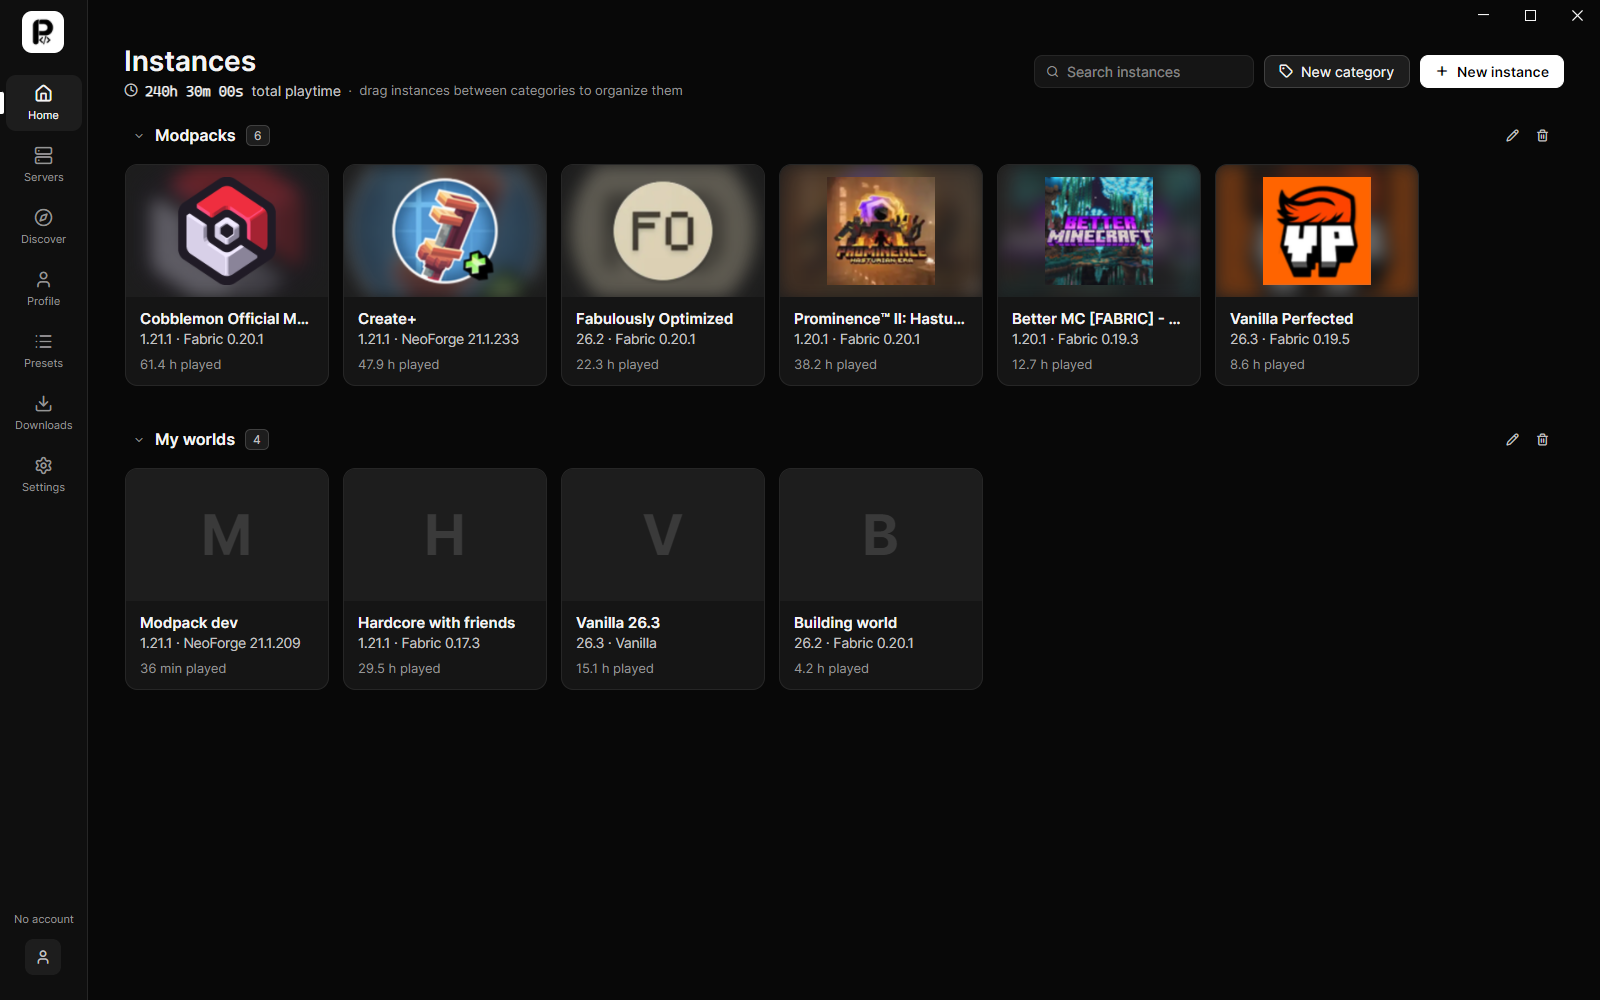 P
</>
Home
Servers
Discover
Profile
Presets
Downloads
Settings
No account
Instances
240h 30m 00s total playtime · drag instances between categories to organize them
Search instances
New category
+ New instance
Modpacks 6
FO
PROMINENCE
HASTURIAN ERA
BETTER
MINECRAFT
VP
Cobblemon Official M...
1.21.1 · Fabric 0.20.1
61.4 h played
Create+
1.21.1 · NeoForge 21.1.233
47.9 h played
Fabulously Optimized
26.2 · Fabric 0.20.1
22.3 h played
Prominence™ II: Hastu...
1.20.1 · Fabric 0.20.1
38.2 h played
Better MC [FABRIC] - ...
1.20.1 · Fabric 0.19.3
12.7 h played
Vanilla Perfected
26.3 · Fabric 0.19.5
8.6 h played
My worlds 4
M
H
V
B
Modpack dev
1.21.1 · NeoForge 21.1.209
36 min played
Hardcore with friends
1.21.1 · Fabric 0.17.3
29.5 h played
Vanilla 26.3
26.3 · Vanilla
15.1 h played
Building world
26.2 · Fabric 0.20.1
4.2 h played